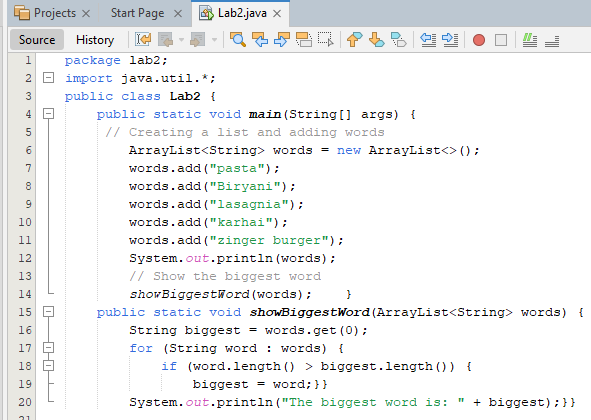 Projects Start Page Lab2.java
Source History
1 package lab2;
2 import java.util.*;
3 public class Lab2 {
4 public static void main(String[] args) {
5 // Creating a list and adding words
6 ArrayList<String> words = new ArrayList<>();
7 words.add("pasta");
8 words.add("Biryani");
9 words.add("lasagnia");
10 words.add("karhai");
11 words.add("zinger burger");
12 System.out.println(words);
13 // Show the biggest word
14 showBiggestWord(words); }
15 public static void showBiggestWord(ArrayList<String> words) {
16 String biggest = words.get(0);
17 for (String word : words) {
18 if (word.length() > biggest.length()) {
19 biggest = word;}}
20 System.out.println("The biggest word is: " + biggest);}}